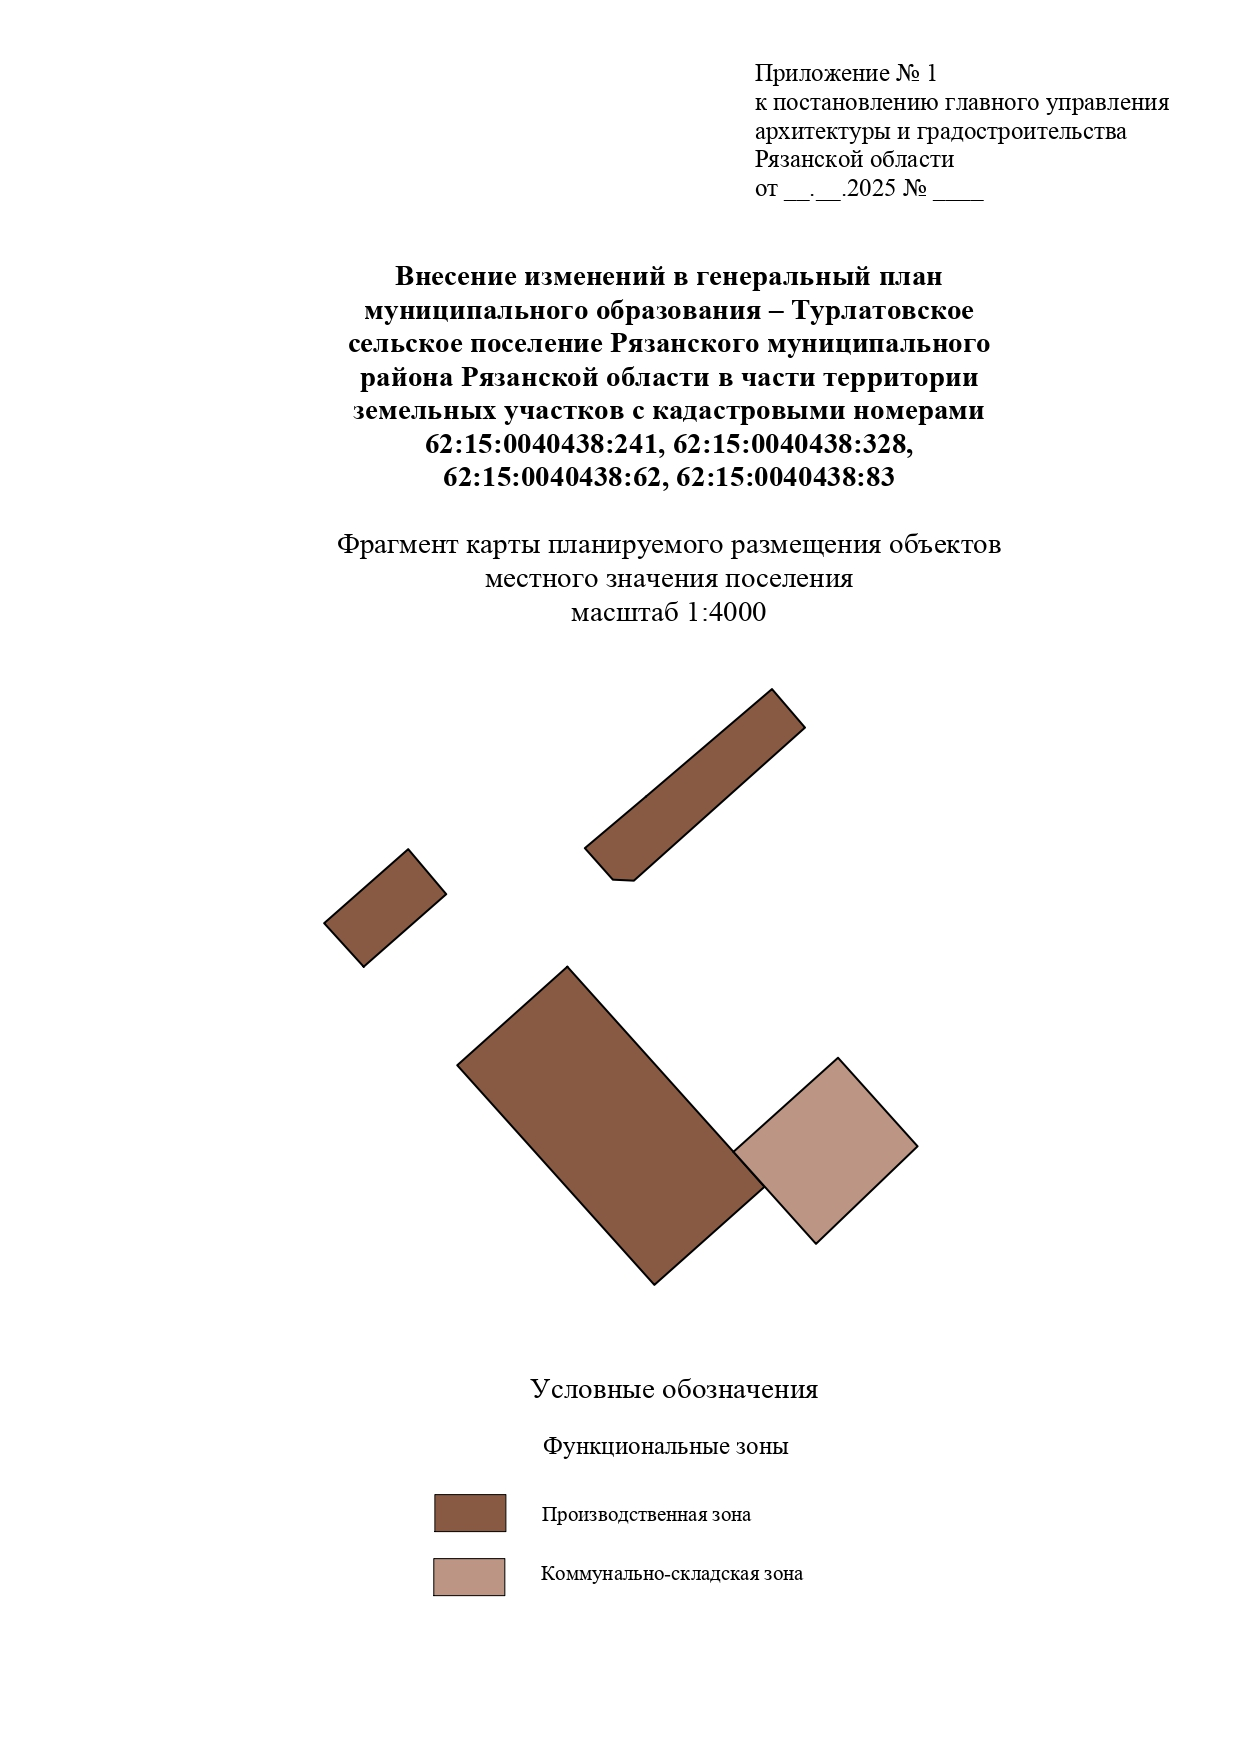 Приложение № 1
к постановлению главного управления
архитектуры и градостроительства
Рязанской области
от __.__.2025 № ____
Внесение изменений в генеральный план
муниципального образования – Турлатовское
сельское поселение Рязанского муниципального
района Рязанской области в части территории
земельных участков с кадастровыми номерами
62:15:0040438:241, 62:15:0040438:328,
62:15:0040438:62, 62:15:0040438:83
Фрагмент карты планируемого размещения объектов
местного значения поселения
масштаб 1:4000
Условные обозначения
Функциональные зоны
Производственная зона
Коммунально-складская зона